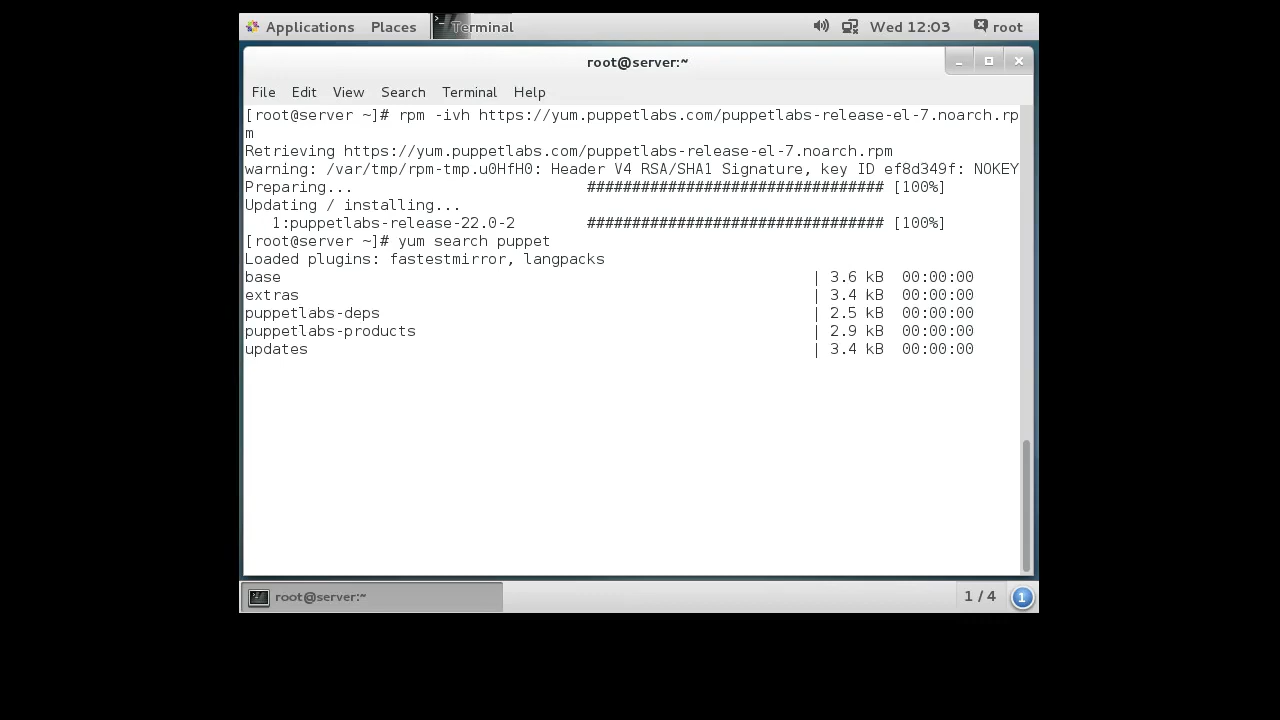 Applications Places Terminal Wed 12:03 root
root@server:~
File Edit View Search Terminal Help
[root@server ~]# rpm -ivh https://yum.puppetlabs.com/puppetlabs-release-el-7.noarch.rp
m
Retrieving https://yum.puppetlabs.com/puppetlabs-release-el-7.noarch.rpm
warning: /var/tmp/rpm-tmp.u0HfH0: Header V4 RSA/SHA1 Signature, key ID ef8d349f: NOKEY
Preparing... ################################# [100%]
Updating / installing...
1:puppetlabs-release-22.0-2 ################################# [100%]
[root@server ~]# yum search puppet
Loaded plugins: fastestmirror, langpacks
base | 3.6 kB 00:00:00
extras | 3.4 kB 00:00:00
puppetlabs-deps | 2.5 kB 00:00:00
puppetlabs-products | 2.9 kB 00:00:00
updates | 3.4 kB 00:00:00
root@server:~ 1 / 4 1